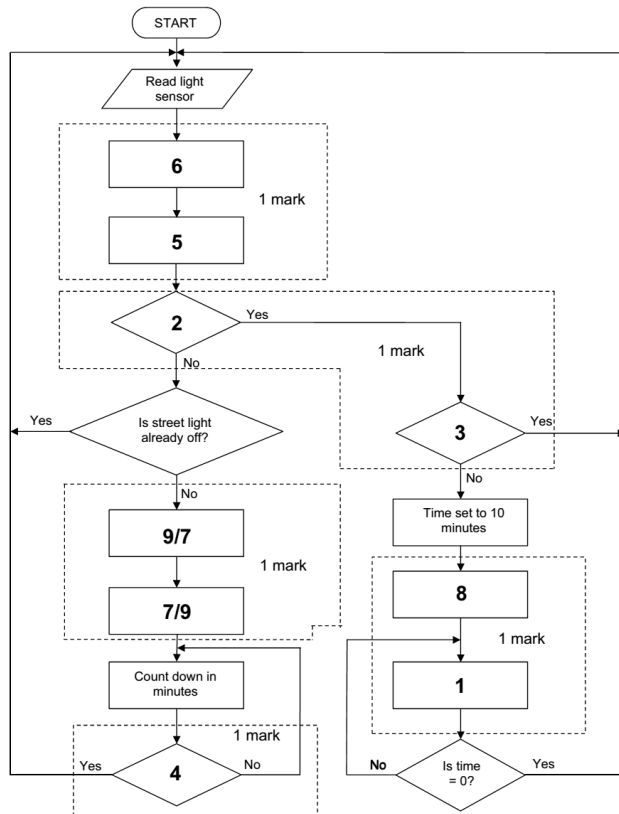 START
Read light
sensor
6
1 mark
5
2
Yes
1 mark
No
Yes
Is street light
already off?
3
Yes
No
No
Time set to 10
minutes
9/7
1 mark
8
7/9
1 mark
Count down in
minutes
1
1 mark
Yes
4
No
No
Is time
= 0?
Yes